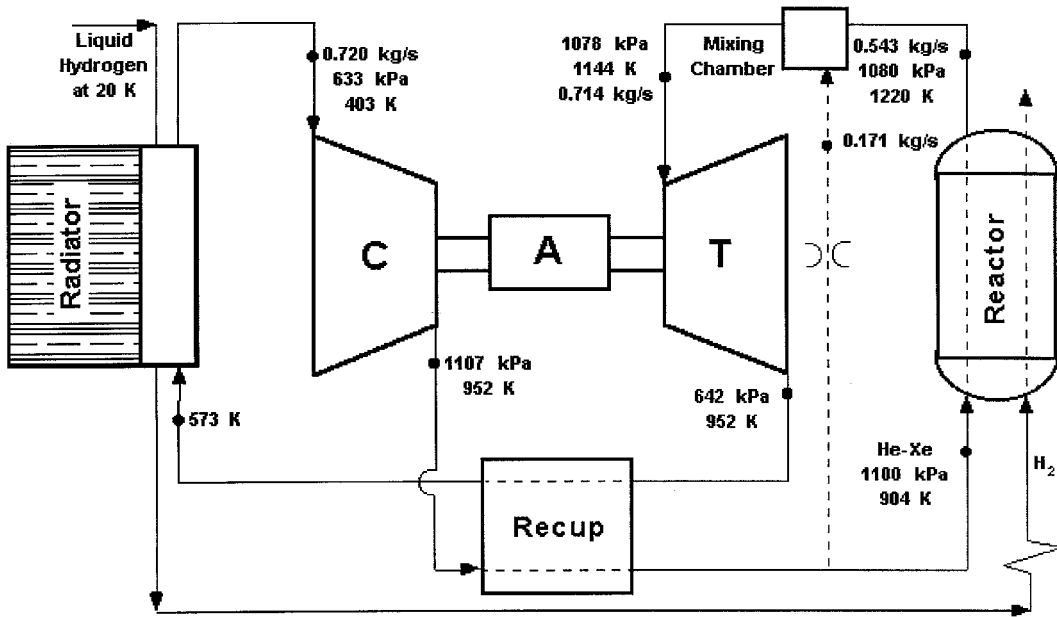 Liquid
Hydrogen
at 20 K
0.720 kg/s
633 kPa
403 K
1078 kPa
1144 K
0.714 kg/s
Mixing
Chamber
0.543 kg/s
1080 kPa
1220 K
0.171 kg/s
Radiator
C
A
T
Reactor
1107 kPa
952 K
642 kPa
952 K
573 K
He-Xe
1100 kPa
904 K
H2
Recup